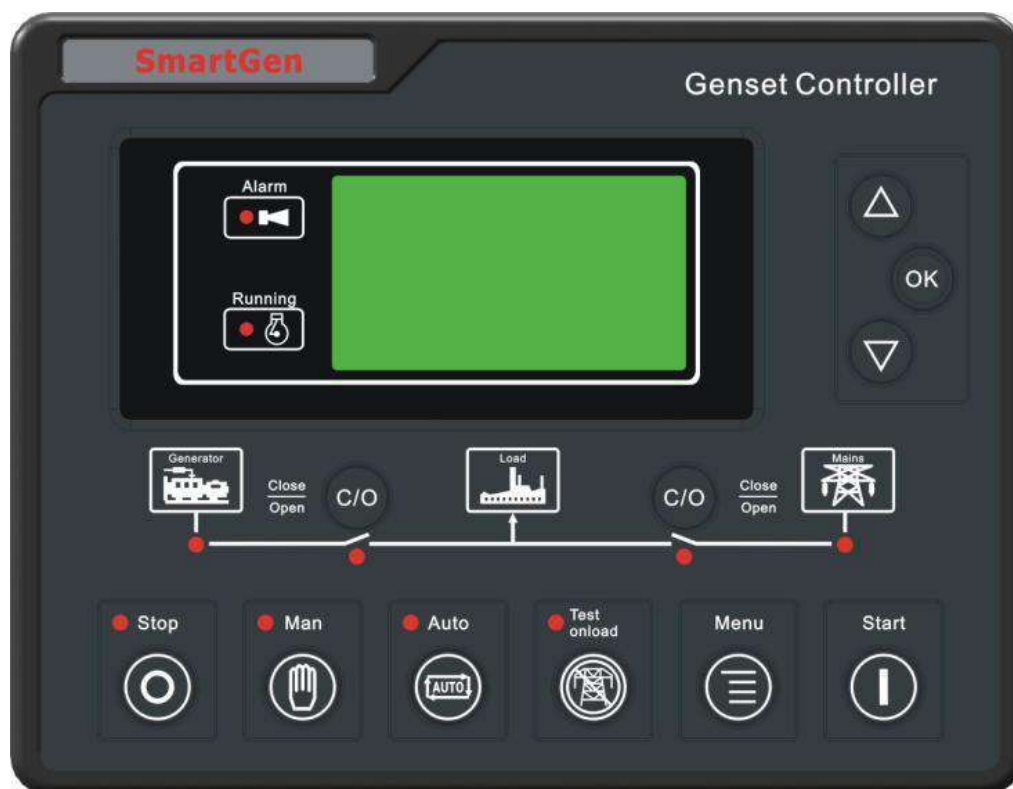 SmartGen
Genset Controller
Alarm
Running
OK
Generator
Close
Open
C/O
Load
C/O
Close
Open
Mains
Stop
Man
Auto
Test
onload
Menu
Start
AUTO